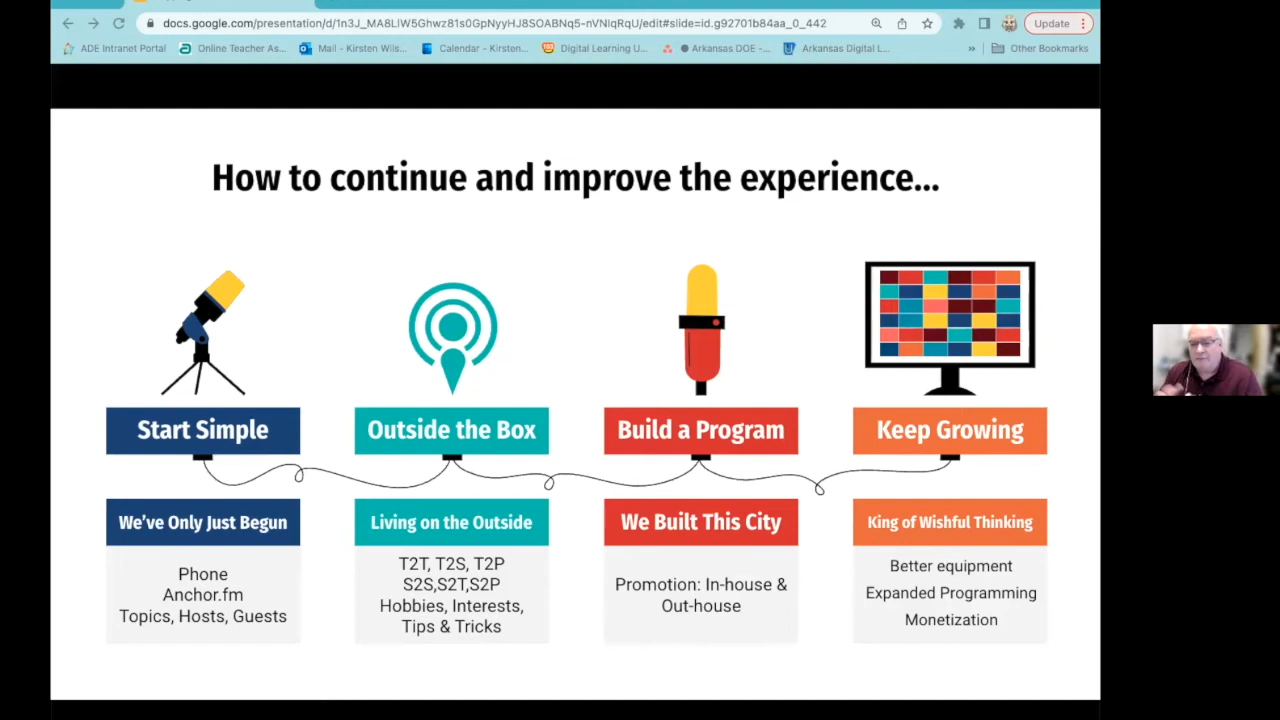 docs.google.com/presentation/d/1n3J_MA8LIW5Ghwz81s0GpNyyHJ8SOABNq5-nVNlqRqU/edit#slide=id.g92701b84aa_0_442
Update
ADE Intranet Portal
Online Teacher As...
Mail - Kirsten Wils...
Calendar - Kirsten...
Digital Learning U...
Arkansas DOE -...
Arkansas Digital L...
»
Other Bookmarks
How to continue and improve the experience...
Start Simple
Outside the Box
Build a Program
Keep Growing
We've Only Just Begun
Phone
Anchor.fm
Topics, Hosts, Guests
Living on the Outside
T2T, T2S, T2P
S2S,S2T,S2P
Hobbies, Interests,
Tips & Tricks
We Built This City
Promotion: In-house &
Out-house
King of Wishful Thinking
Better equipment
Expanded Programming
Monetization